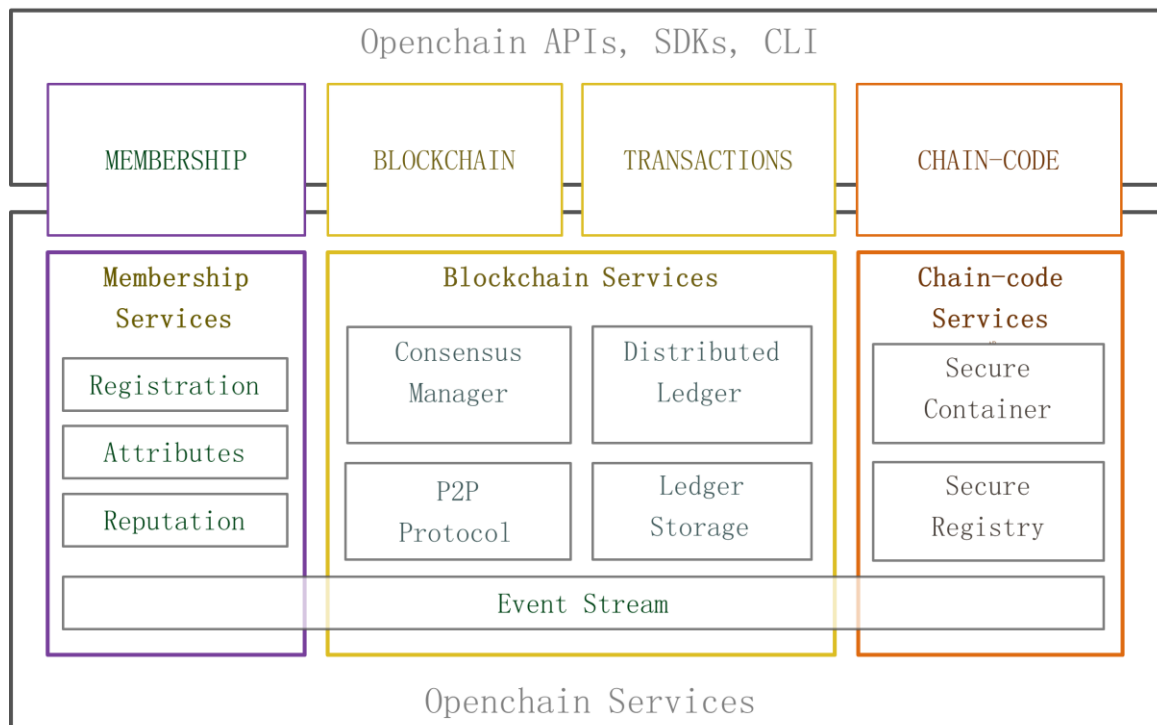 Openchain APIs, SDKs, CLI
MEMBERSHIP
BLOCKCHAIN
TRANSACTIONS
CHAIN-CODE
Membership
Services
Registration
Attributes
Reputation
Blockchain Services
Consensus
Manager
Distributed
Ledger
P2P
Protocol
Ledger
Storage
Chain-code
Services
Secure
Container
Secure
Registry
Event Stream
Openchain Services